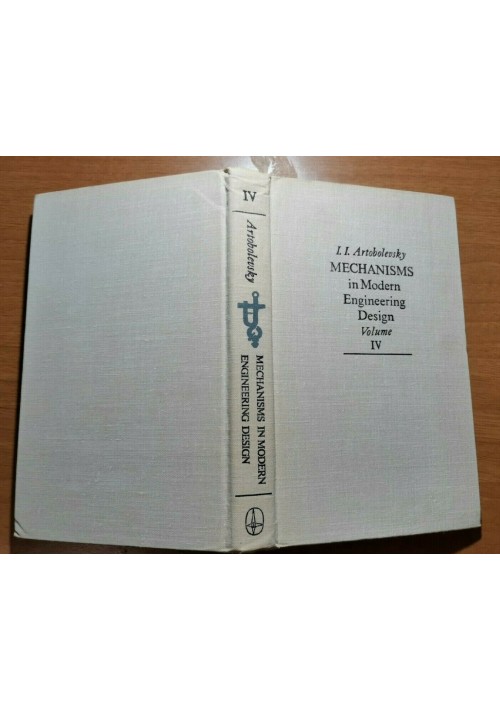 IV
Artobolevsky
MECHANISMS IN MODERN
ENGINEERING DESIGN
I. I. Artobolevsky
MECHANISMS
in Modern
Engineering
Design
Volume
IV